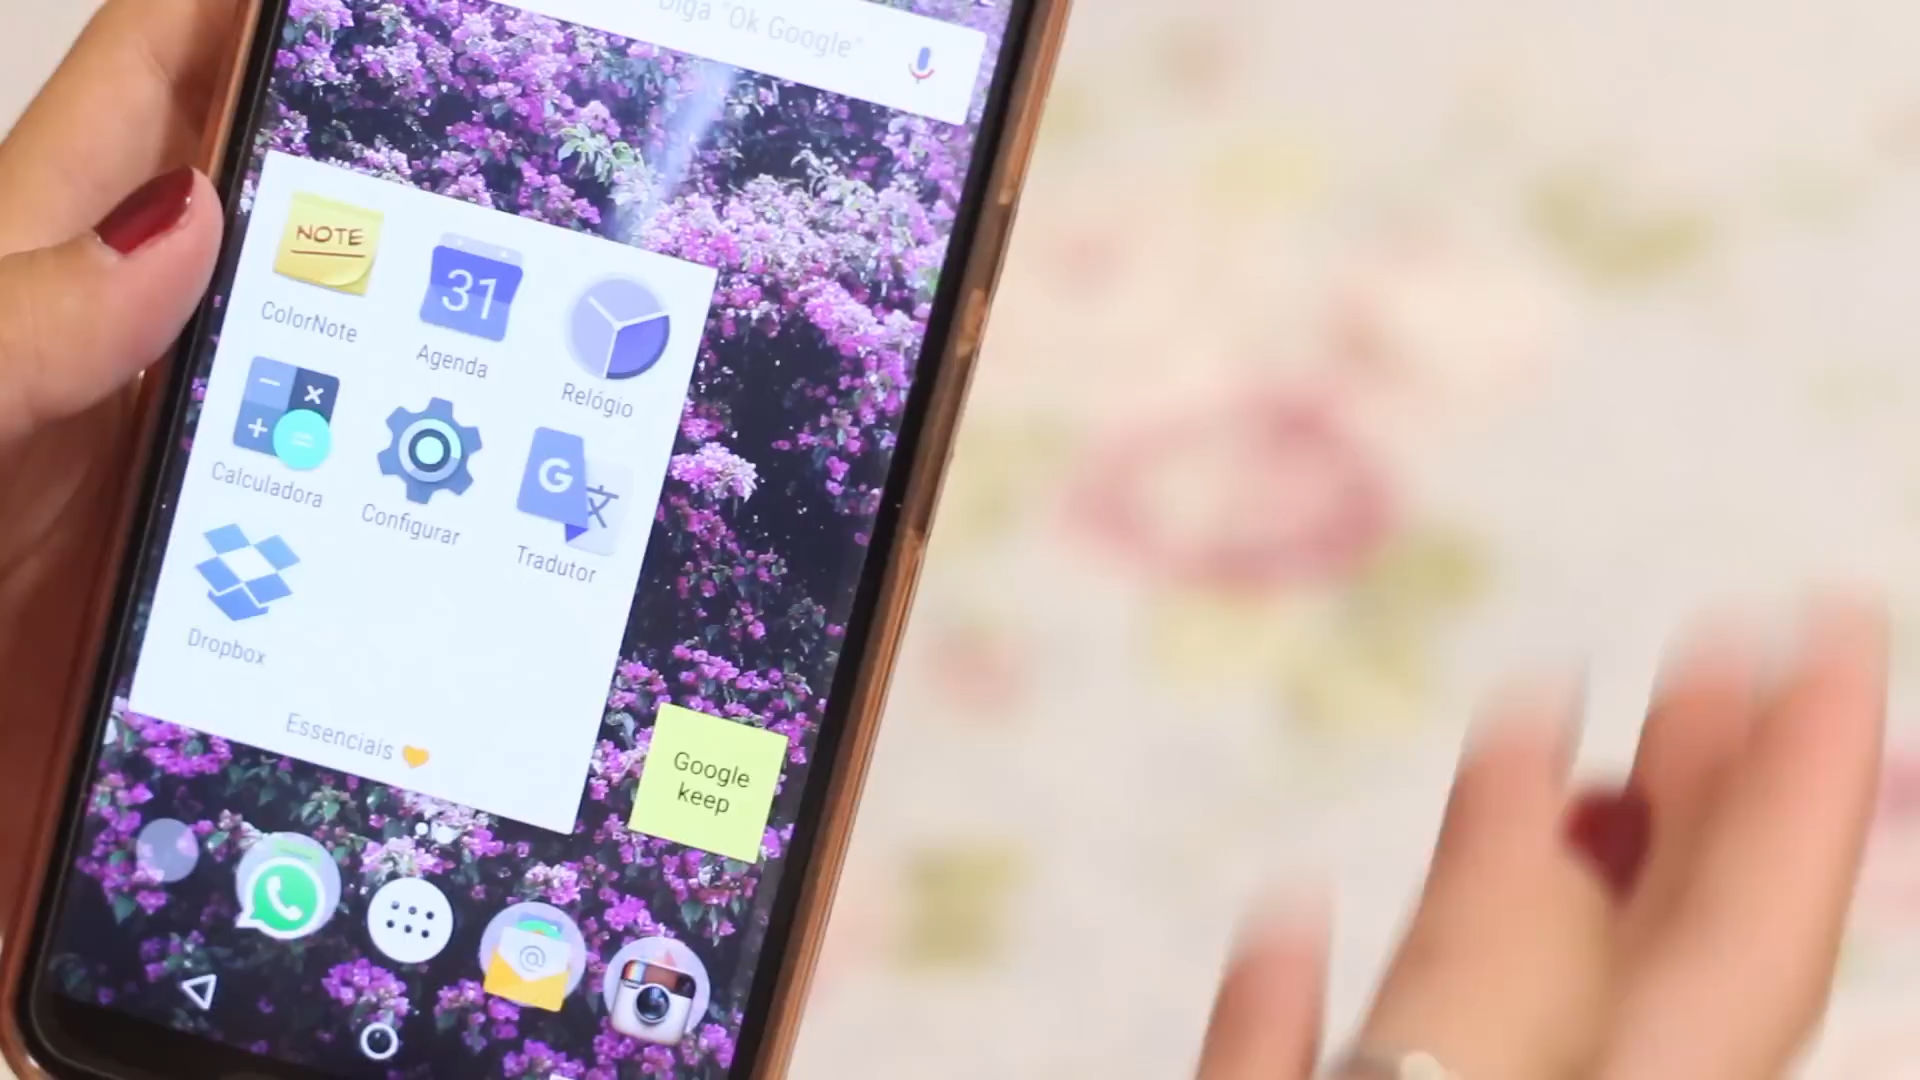 Diga "Ok Google"
NOTE
ColorNote
31
Agenda
Relógio
Calculadora
Configurar
G
Tradutor
Dropbox
Essenciais
Google
keep
@